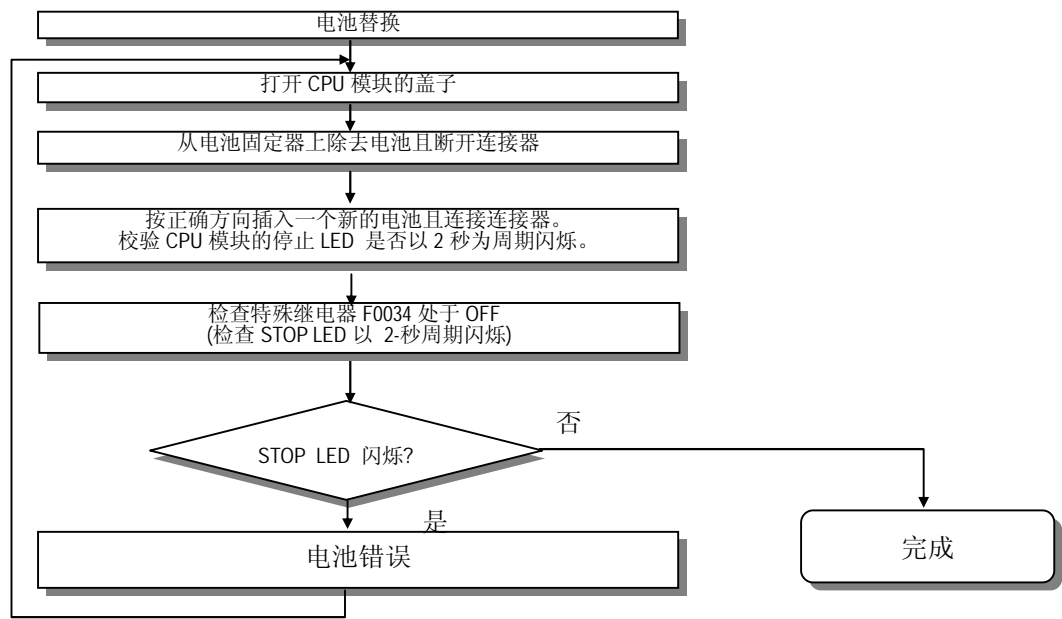 电池替换
打开 CPU 模块的盖子
从电池固定器上除去电池且断开连接器
按正确方向插入一个新的电池且连接连接器。
校验 CPU 模块的停止 LED 是否以 2 秒为周期闪烁。
检查特殊继电器 F0034 处于 OFF
(检查 STOP LED 以 2-秒周期闪烁)
否
STOP LED 闪烁?
是
电池错误
完成